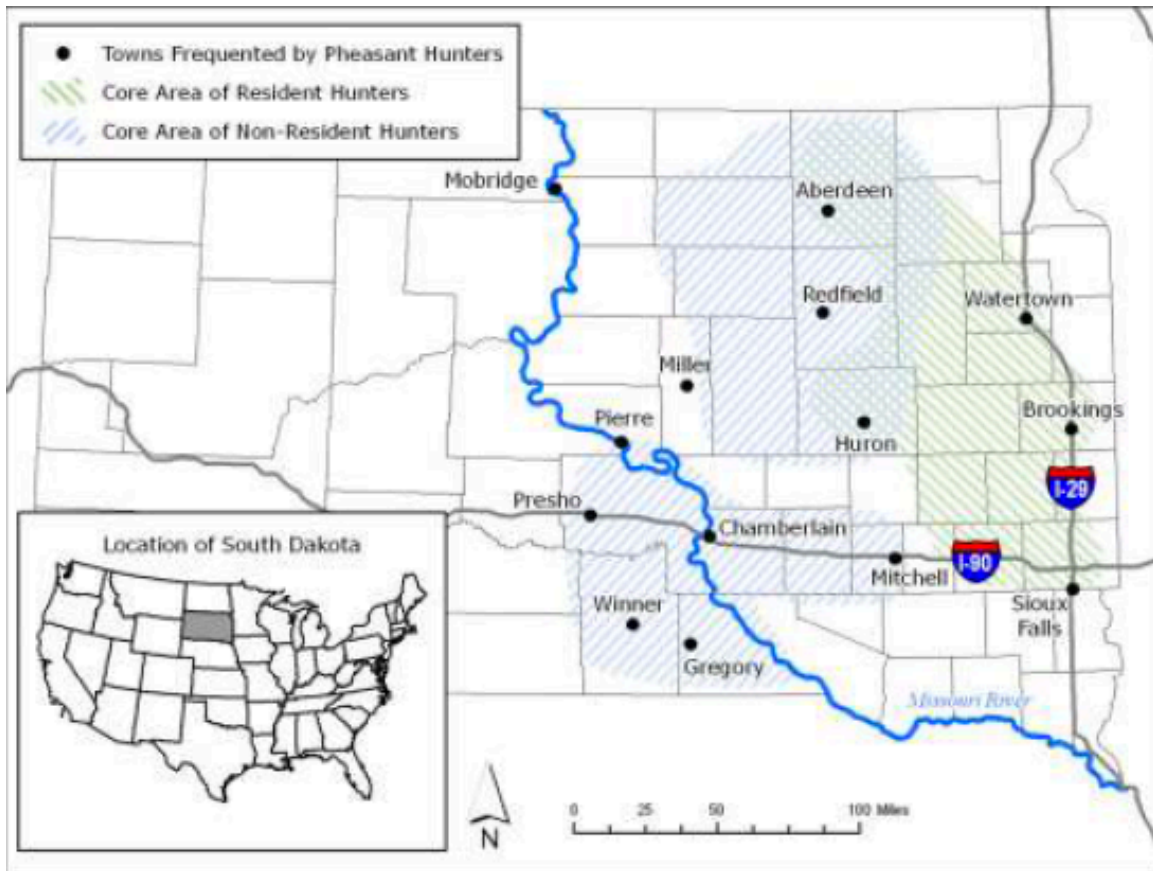 Towns Frequented by Pheasant Hunters
Core Area of Resident Hunters
Core Area of Non-Resident Hunters
Mobridge
Aberdeen
Redfield
Watertown
Miller
Brookings
Pierre
Huron
I-29
Presho
Chamberlain
I-90
Mitchell
Winner
Sioux
Falls
Gregory
Missouri River
Location of South Dakota
0 25 50 100 Miles
N